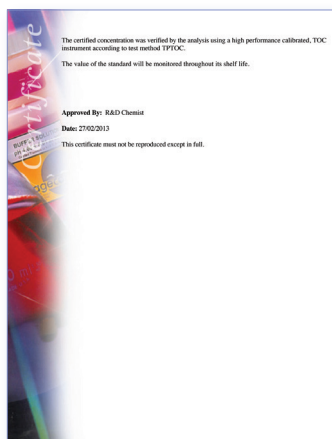 Certificate
The certified concentration was verified by the analysis using a high performance calibrated, TOC
instrument according to test method TPTOC.
The value of the standard will be monitored throughout its shelf life.
Approved By: R&D Chemist
Date: 27/02/2013
This certificate must not be reproduced except in full.